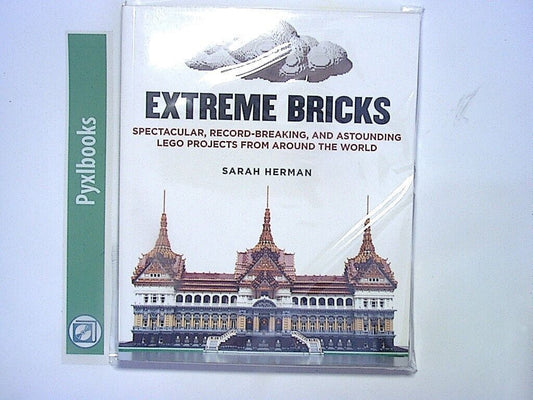 EXTREME BRICKS
SPECTACULAR, RECORD-BREAKING, AND ASTOUNDING
LEGO PROJECTS FROM AROUND THE WORLD
SARAH HERMAN
Pyxlbooks